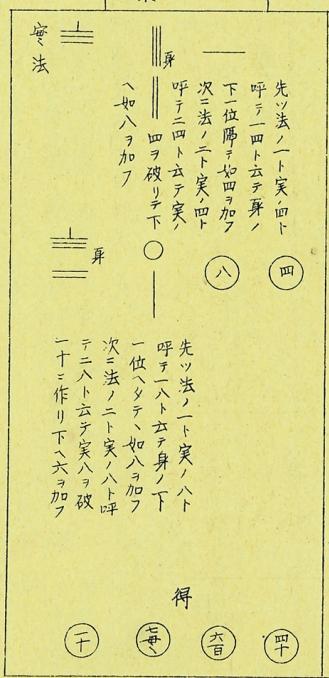 先ツ法ノ一ト実ノ四ト
呼テ一四ト云テ身ノ
下一位隔テ如四ヲ加フ
次ニ法ノ二ト実ノ四ト
呼テ二四ト云テ実ノ
四ヲ破リテ下
ヘ如八ヲ加フ
身
実
法
四
八
身
先ツ法ノ一ト実ノ八ト
呼テ一八ト云テ身ノ下
一位ヘタテヽ如八ヲ加フ
次ニ法ノ二ト実ノ八ト呼
テ二八ト云テ実八ヲ破
一十ニ作リ下ヘ六ヲ加フ
得
四十
六百
一十